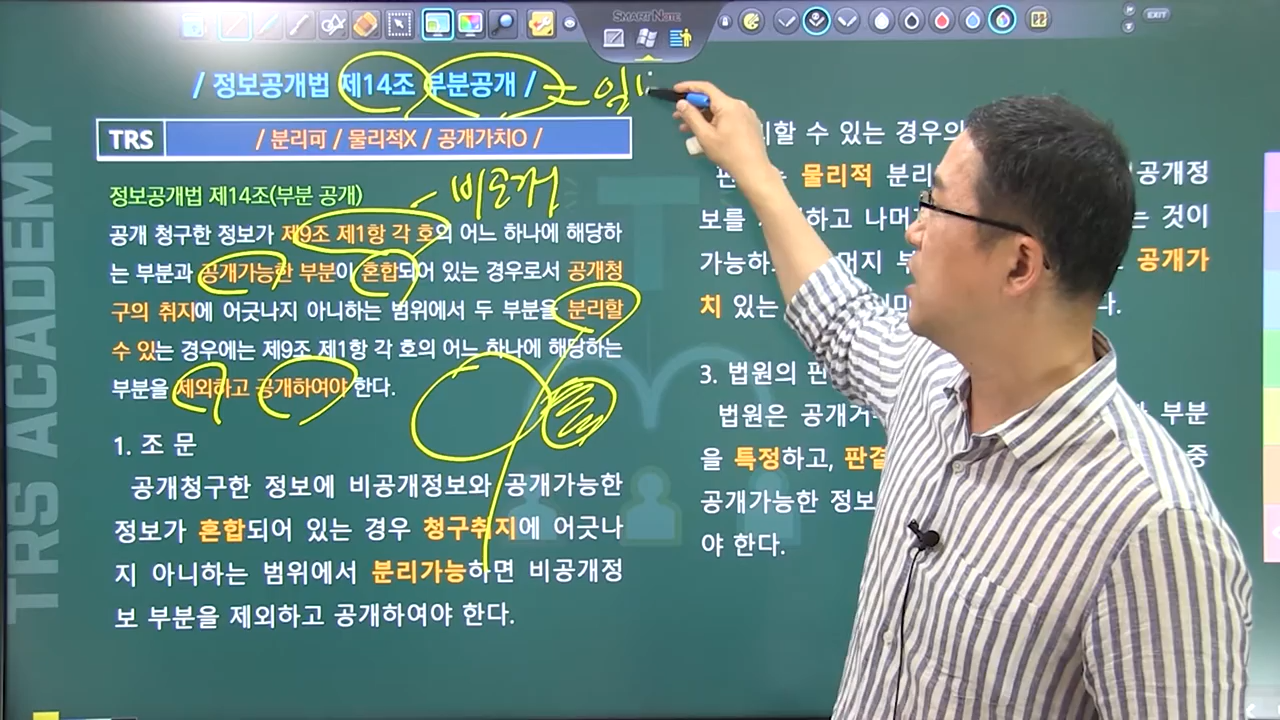 SMART NOTE
EXIT
/ 정보공개법 제14조 부분공개 /
TRS
/ 분리피 / 물리적X / 공개가치O /
비공개
정보공개법 제14조(부분 공개)
공개 청구한 정보가 제9조 제1항 각 호의 어느 하나에 해당하
는 부분과 공개가능한 부분이 혼합되어 있는 경우로서 공개청
구의 취지에 어긋나지 아니하는 범위에서 두 부분을 분리할
수 있는 경우에는 제9조 제1항 각 호의 어느 하나에 해당하는
부분을 제외하고 공개하여야 한다.
1. 조 문
공개청구한 정보에 비공개정보와 공개가능한
정보가 혼합되어 있는 경우 청구취지에 어긋나
지 아니하는 범위에서 분리가능하면 비공개정
보 부분을 제외하고 공개하여야 한다.
할 수 있는 경우의
물리적 분리 공개정
보를 하고 나머 는 것이
가능하 머지 부 공개가
치 있는 다.
3. 법원의 판
법원은 공개거 부분
을 특정하고, 판결 중
공개가능한 정보
야 한다.
TRS ACADEMY